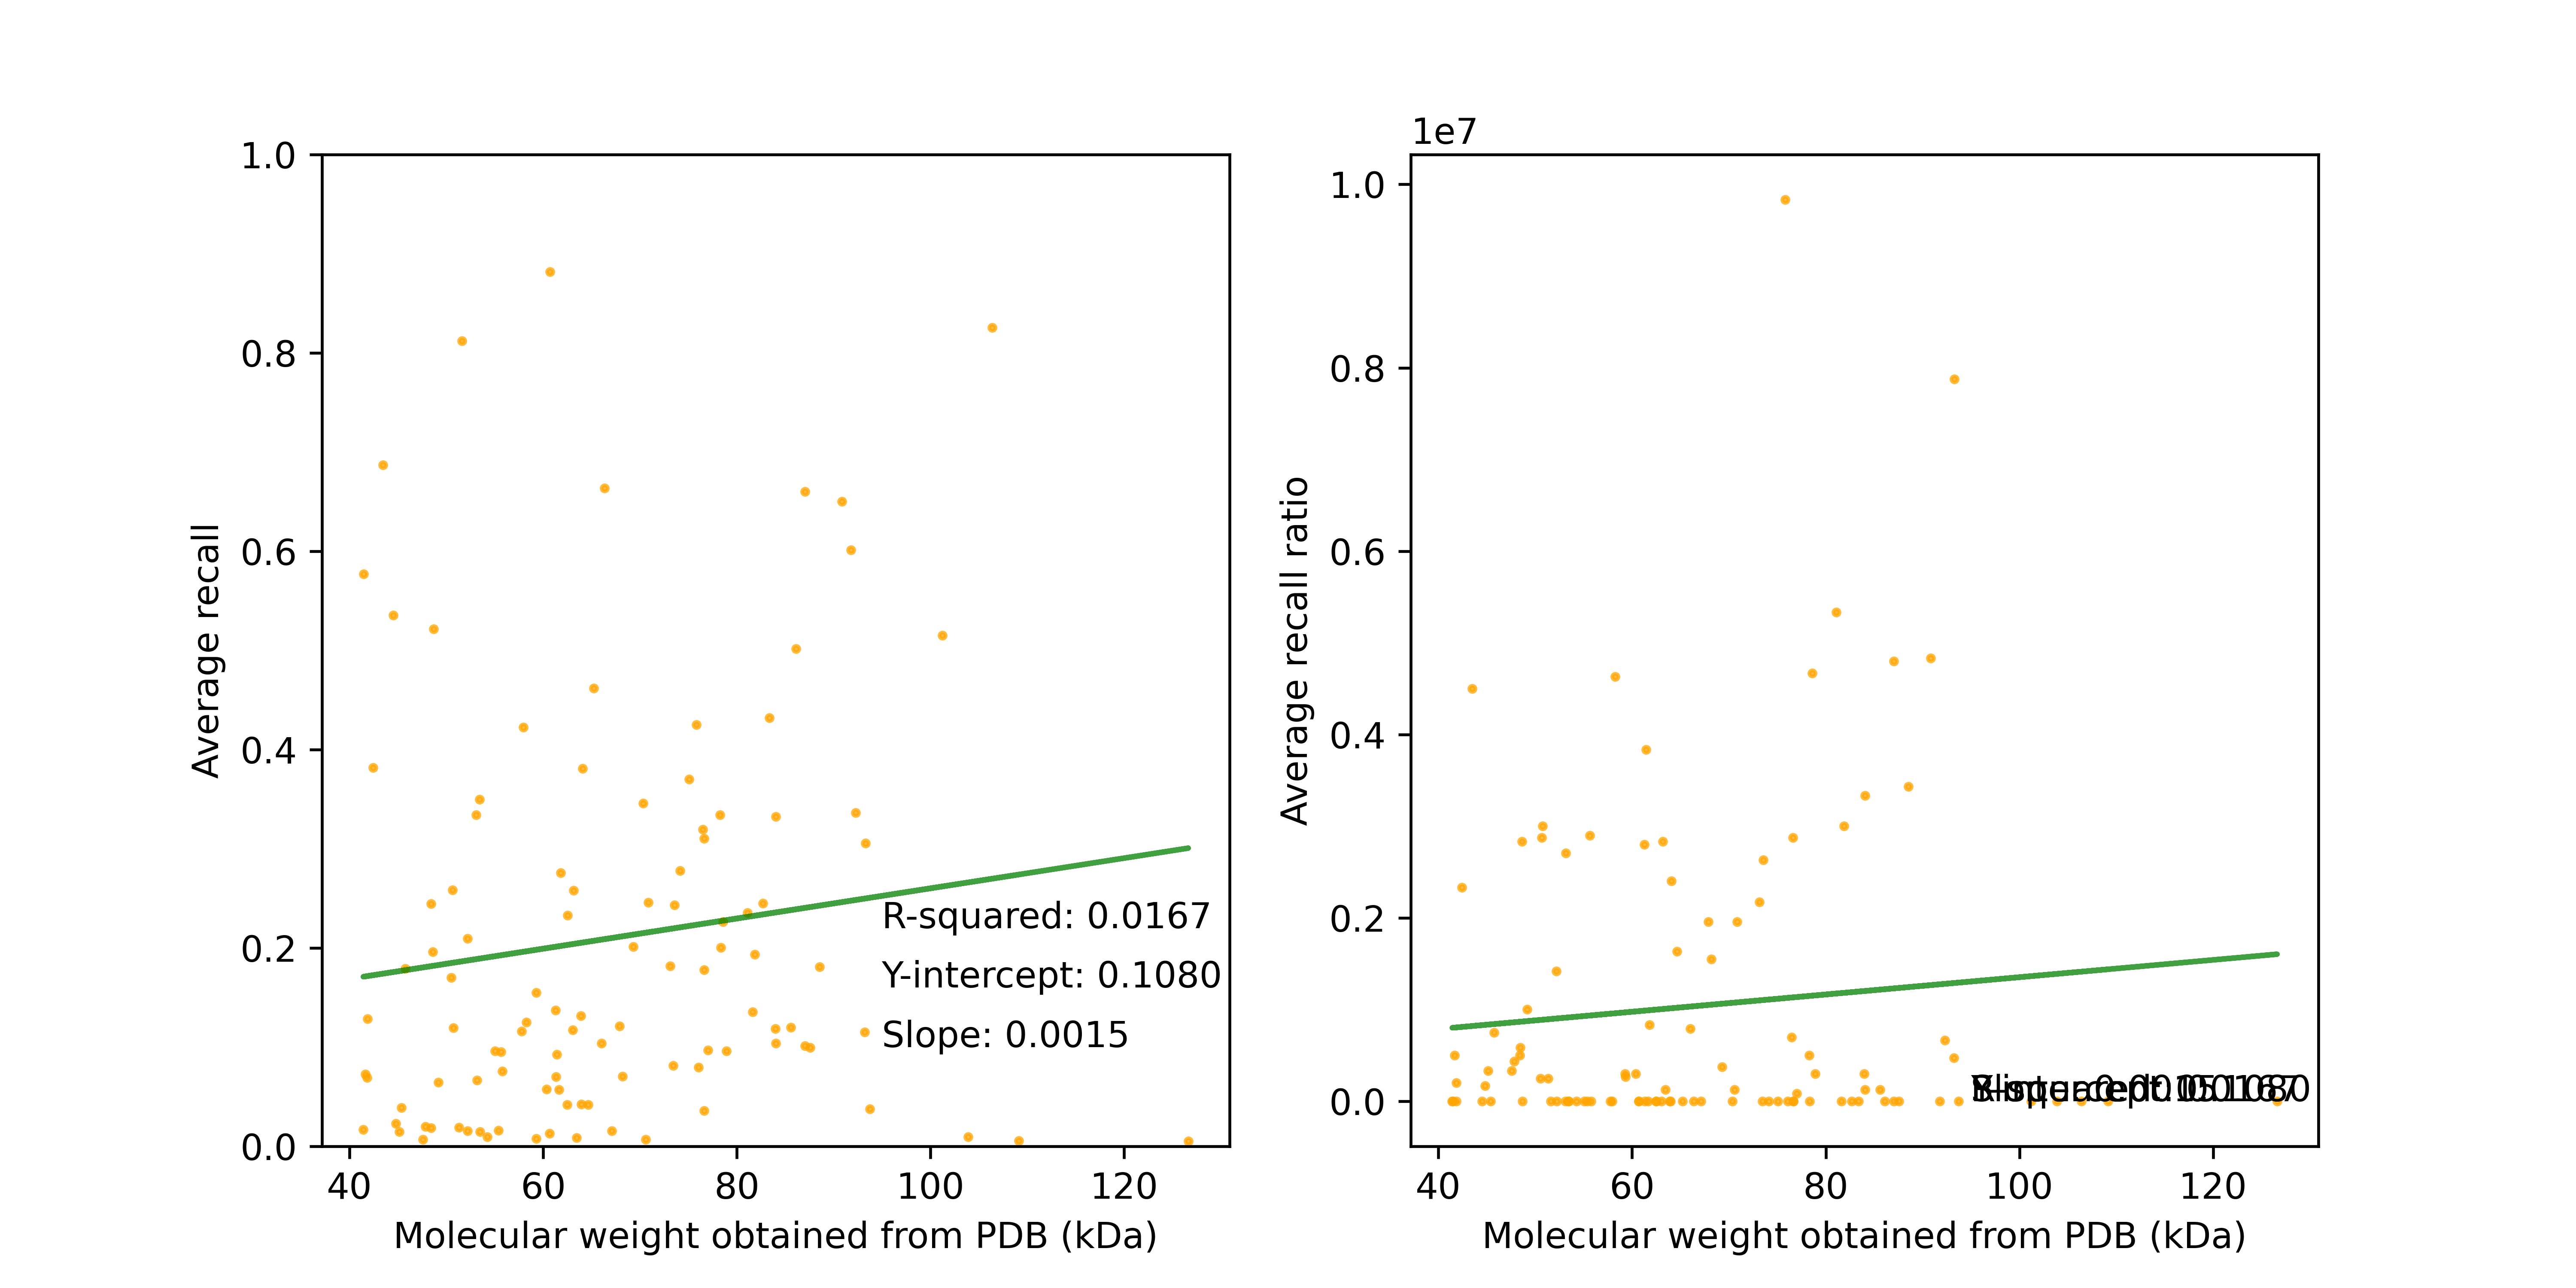 1.0
0.8
0.6
0.4
0.2
0.0
Average recall
40 60 80 100 120
Molecular weight obtained from PDB (kDa)
R-squared: 0.0167
Y-intercept: 0.1080
Slope: 0.0015
1e7
1.0
0.8
0.6
0.4
0.2
0.0
Average recall ratio
40 60 80 100 120
Molecular weight obtained from PDB (kDa)